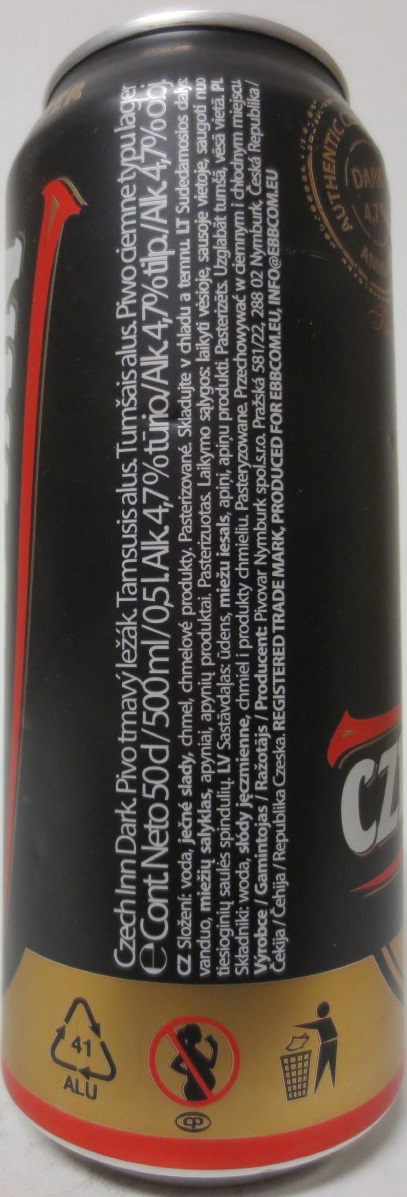 Czech Inn Dark. Pivo tmavý ležák. Tamsusis alus. Tumšais alus. Piwo ciemne typu lager.
℮ Cont. Neto 50 cl / 500 ml / 0,5 l. Alk. 4,7 % tūrio / Alk. 4,7% tilp. / Alk. 4,7% obj.
CZ Složení: voda, ječné slady, chmel, chmelové produkty. Pasterizované. Skladujte v chladu a temnu. LT Sudedamosios dalys:
vanduo, miežių salyklas, apyniai, apynių produktai. Pasterizuotas. Laikymo sąlygos: laikyti vėsioje, sausoje vietoje, saugoti nuo
tiesioginių saulės spindulių. LV Sastāvdaļas: ūdens, miežu iesals, apiņi, apiņu produkti. Pasterizēts. Uzglabāt tumšā, vēsā vietā. PL
Składniki: woda, słody jęczmienne, chmiel i produkty chmielu. Pasteryzowane. Przechowywać w ciemnym i chłodnym miejscu.
Výrobce / Gamintojas / Ražotājs / Producent: Pivovar Nymburk spol.s.r.o. Pražská 581/22, 288 02 Nymburk, Česká Republika /
Čekija / Čehija / Republika Czeska. REGISTERED TRADE MARK, PRODUCED FOR EBBCOM.EU, INFO@EBBCOM.EU
AUTHENTIC
DAR
4,7
CZ
41
ALU